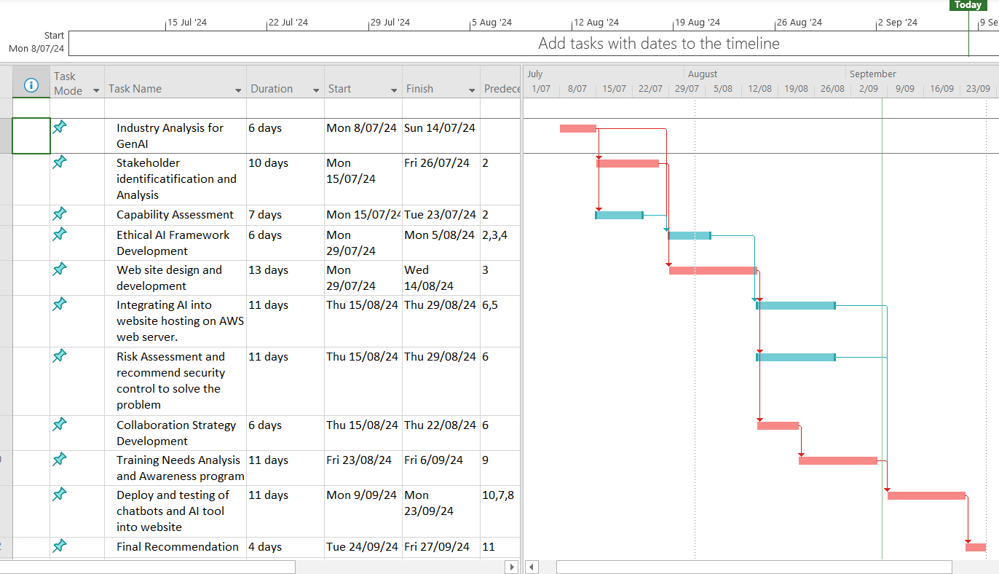 Today
15 Jul '24 22 Jul '24 29 Jul '24 5 Aug '24 12 Aug '24 19 Aug '24 26 Aug '24 2 Sep '24 9 Se
Start
Mon 8/07/24
Add tasks with dates to the timeline
Task Mode Task Name Duration Start Finish Predece
July August September
1/07 8/07 15/07 22/07 29/07 5/08 12/08 19/08 26/08 2/09 9/09 16/09 23/09
Industry Analysis for 6 days Mon 8/07/24 Sun 14/07/24
GenAI
Stakeholder 10 days Mon Fri 26/07/24 2
identificatification and 15/07/24
Analysis
Capability Assessment 7 days Mon 15/07/24 Tue 23/07/24 2
Ethical AI Framework 6 days Mon Mon 5/08/24 2,3,4
Development 29/07/24
Web site design and 13 days Mon Wed 3
development 29/07/24 14/08/24
Integrating AI into 11 days Thu 15/08/24 Thu 29/08/24 6,5
website hosting on AWS
web server.
Risk Assessment and 11 days Thu 15/08/24 Thu 29/08/24 6
recommend security
control to solve the
problem
Collaboration Strategy 6 days Thu 15/08/24 Thu 22/08/24 6
Development
Training Needs Analysis 11 days Fri 23/08/24 Fri 6/09/24 9
and Awareness program
Deploy and testing of 11 days Mon 9/09/24 Mon 10,7,8
chatbots and AI tool 23/09/24
into website
Final Recommendation 4 days Tue 24/09/24 Fri 27/09/24 11